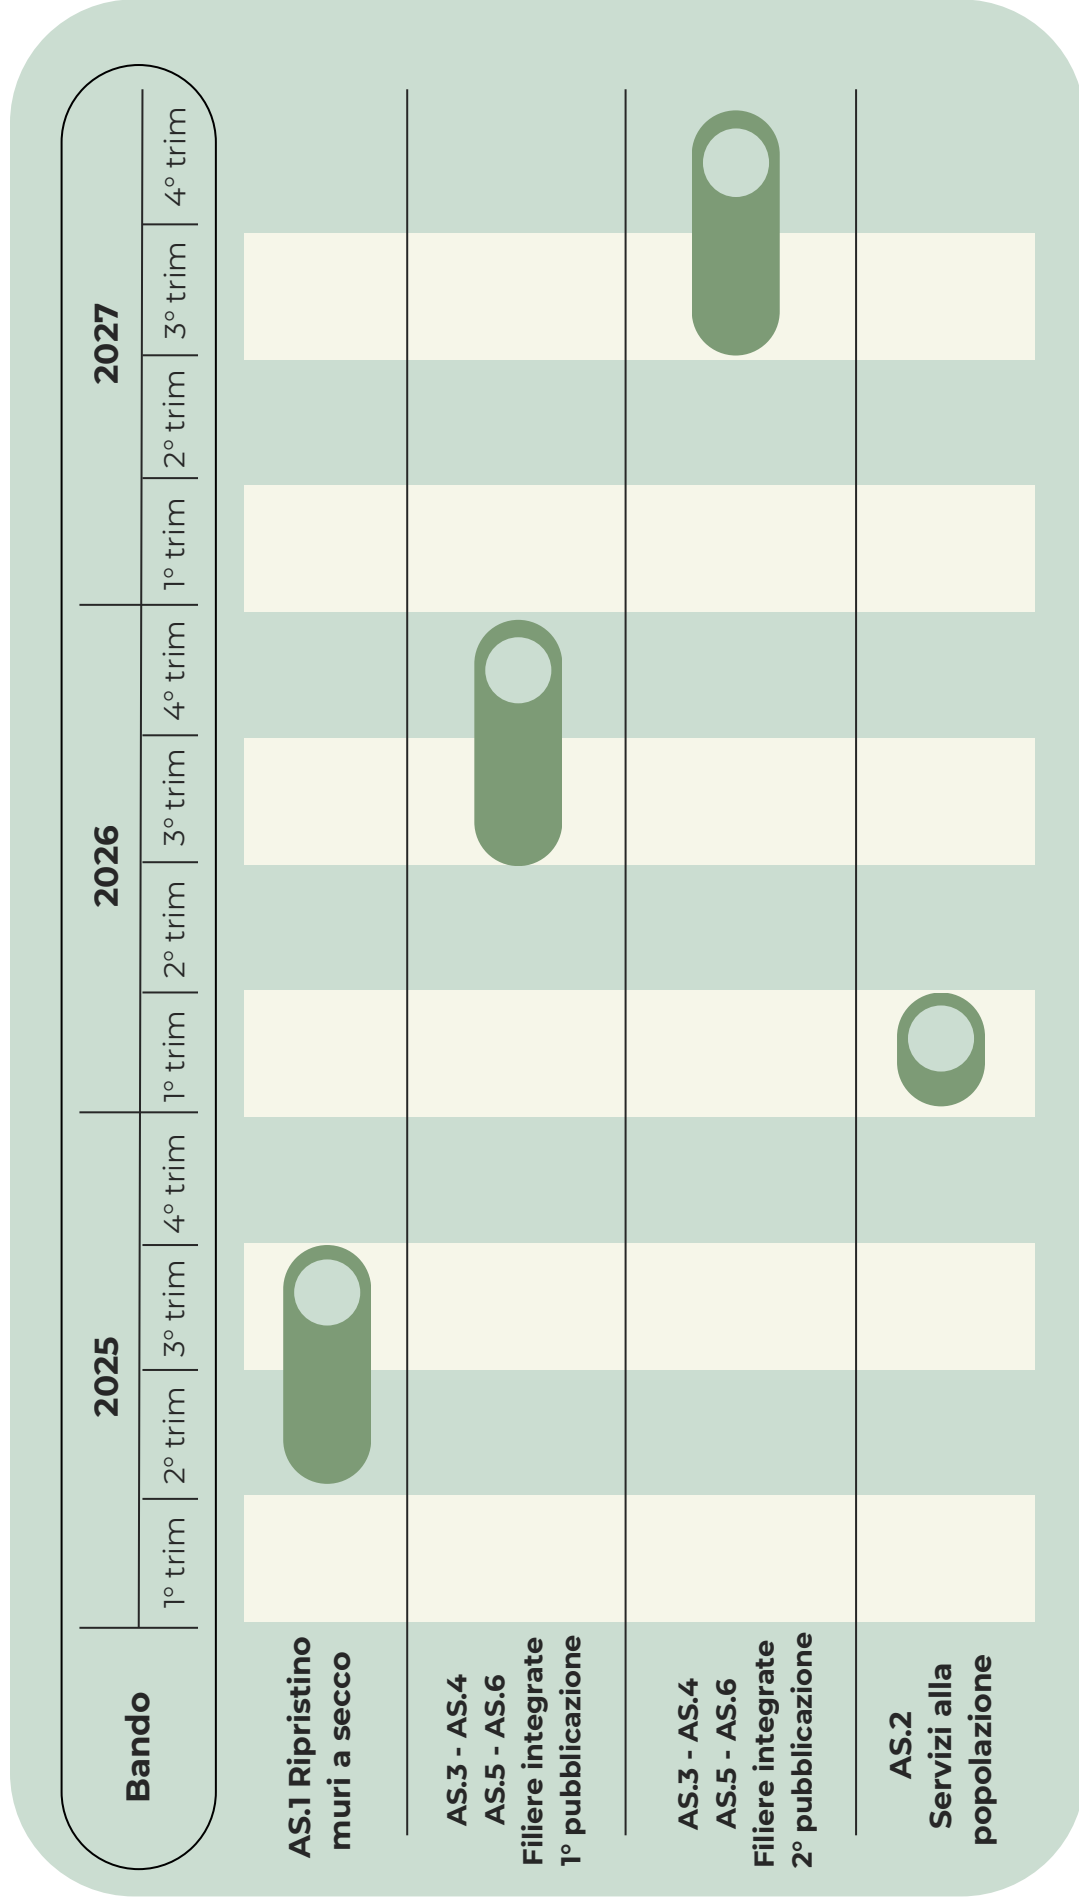 Bando
2025
2026
2027
1° trim
2° trim
3° trim
4° trim
1° trim
2° trim
3° trim
4° trim
1° trim
2° trim
3° trim
4° trim
AS.1 Ripristino
muri a secco
AS.3 - AS.4
AS.5 - AS.6
Filiere integrate
1° pubblicazione
AS.3 - AS.4
AS.5 - AS.6
Filiere integrate
2° pubblicazione
AS.2
Servizi alla
popolazione